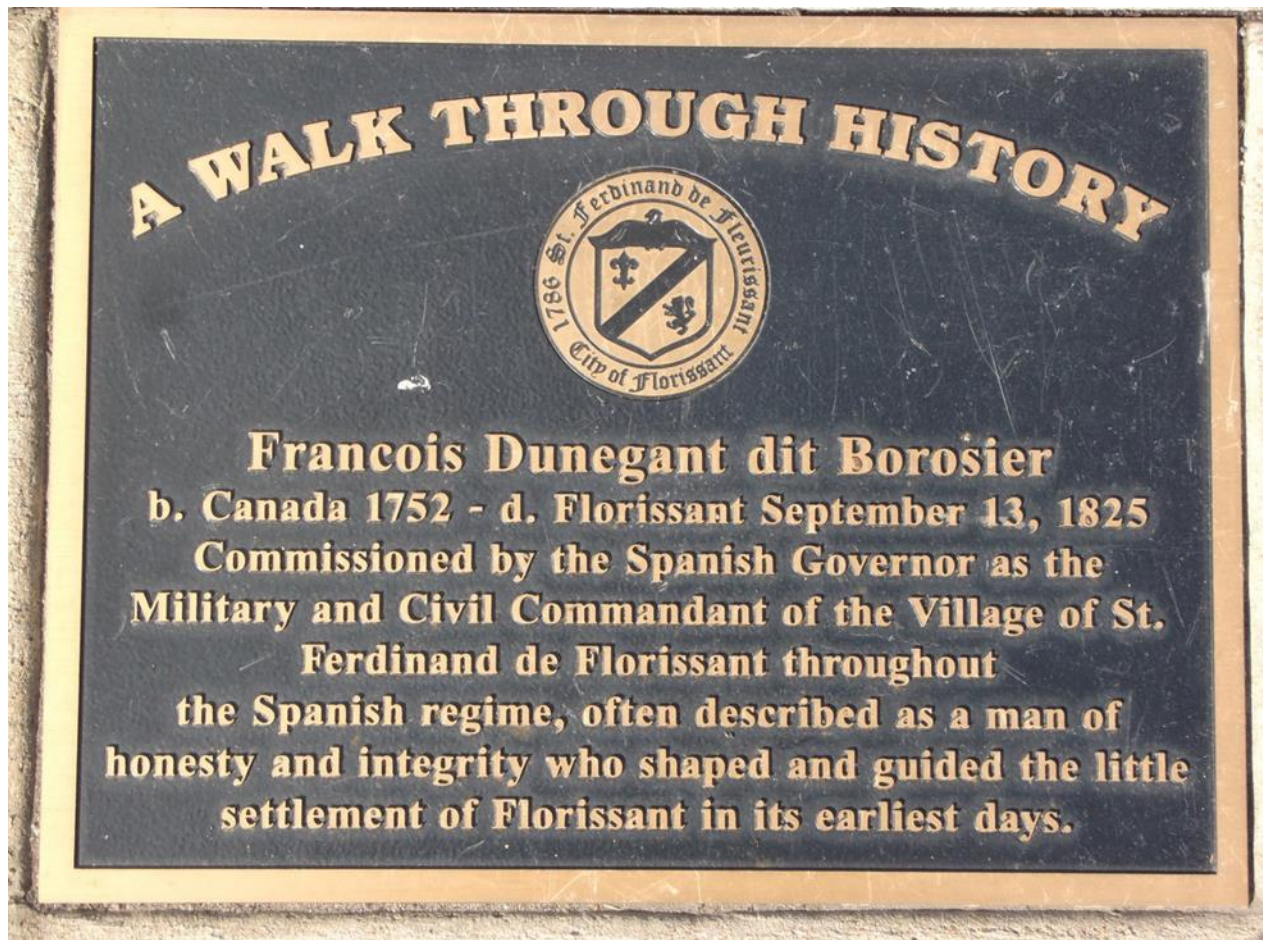 A WALK THROUGH HISTORY
1786 St. Ferdinand de Fleurissant
City of Florissant
Francois Dunegant dit Borosier
b. Canada 1752 - d. Florissant September 13, 1825
Commissioned by the Spanish Governor as the
Military and Civil Commandant of the Village of St.
Ferdinand de Florissant throughout
the Spanish regime, often described as a man of
honesty and integrity who shaped and guided the little
settlement of Florissant in its earliest days.